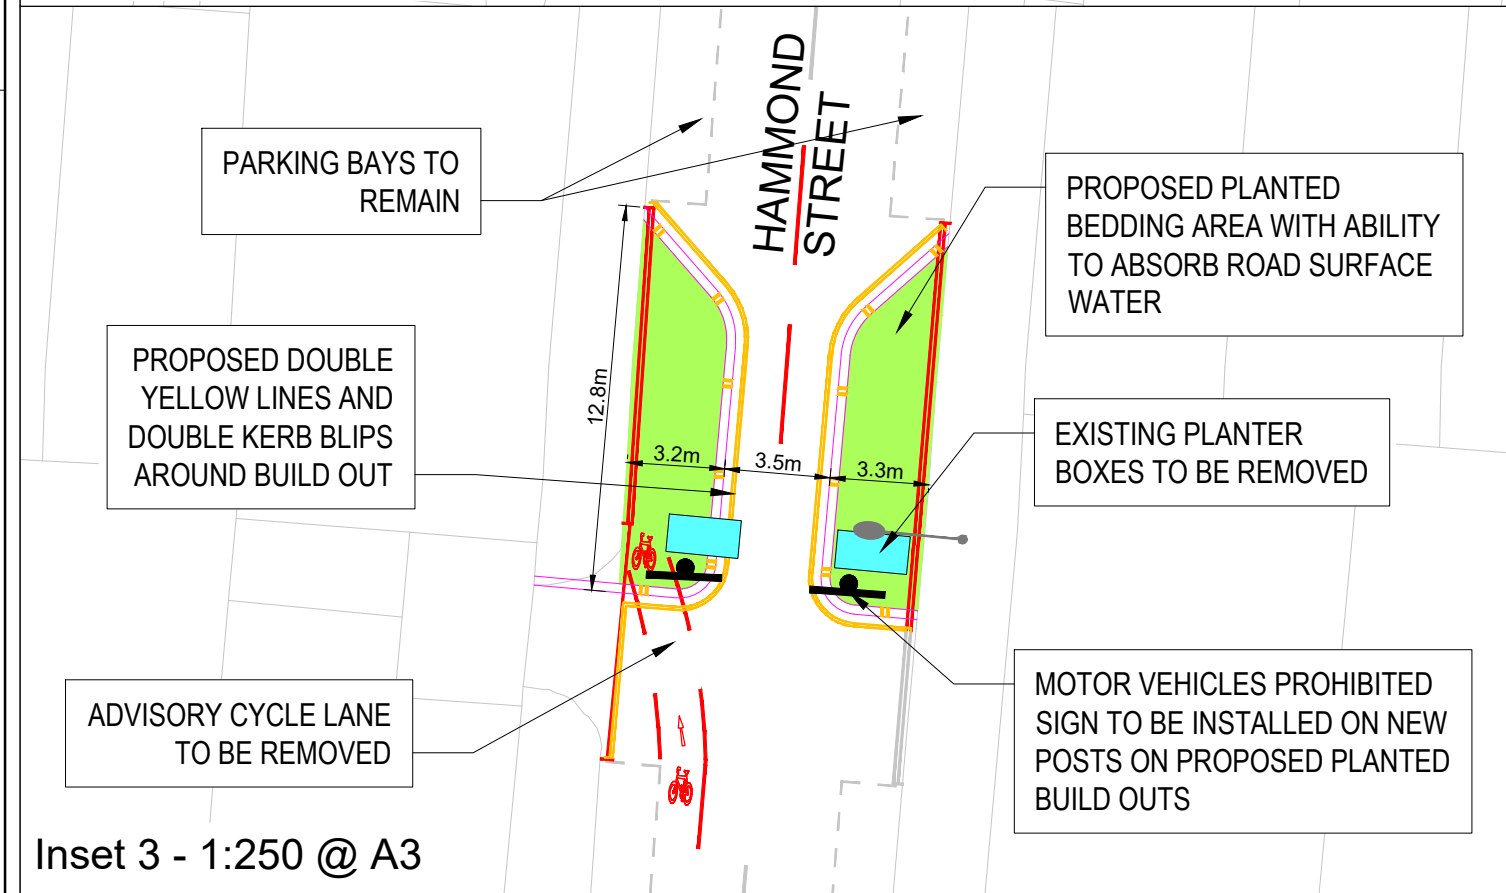 HAMMOND
STREET
PARKING BAYS TO
REMAIN
PROPOSED PLANTED
BEDDING AREA WITH ABILITY
TO ABSORB ROAD SURFACE
WATER
PROPOSED DOUBLE
YELLOW LINES AND
DOUBLE KERB BLIPS
AROUND BUILD OUT
12.8m
3.2m
3.5m
3.3m
EXISTING PLANTER
BOXES TO BE REMOVED
ADVISORY CYCLE LANE
TO BE REMOVED
MOTOR VEHICLES PROHIBITED
SIGN TO BE INSTALLED ON NEW
POSTS ON PROPOSED PLANTED
BUILD OUTS
Inset 3 - 1:250 @ A3